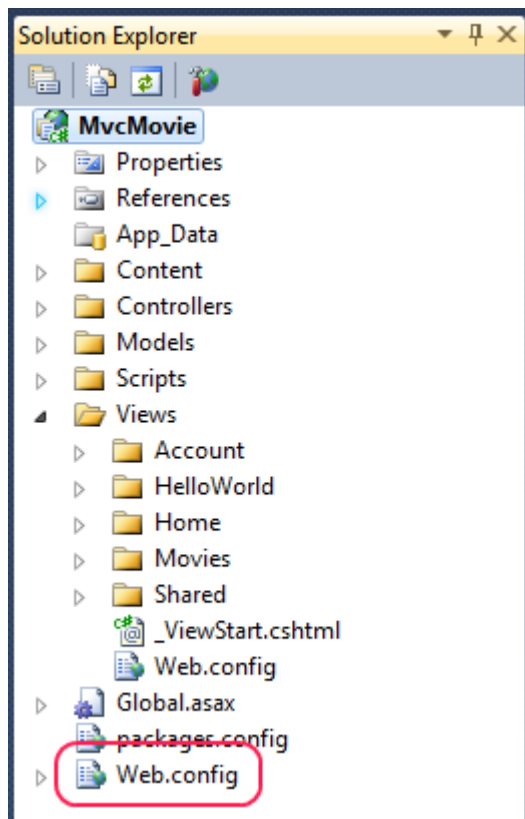 Solution Explorer
MvcMovie
Properties
References
App_Data
Content
Controllers
Models
Scripts
Views
Account
HelloWorld
Home
Movies
Shared
_ViewStart.cshtml
Web.config
Global.asax
packages.config
Web.config